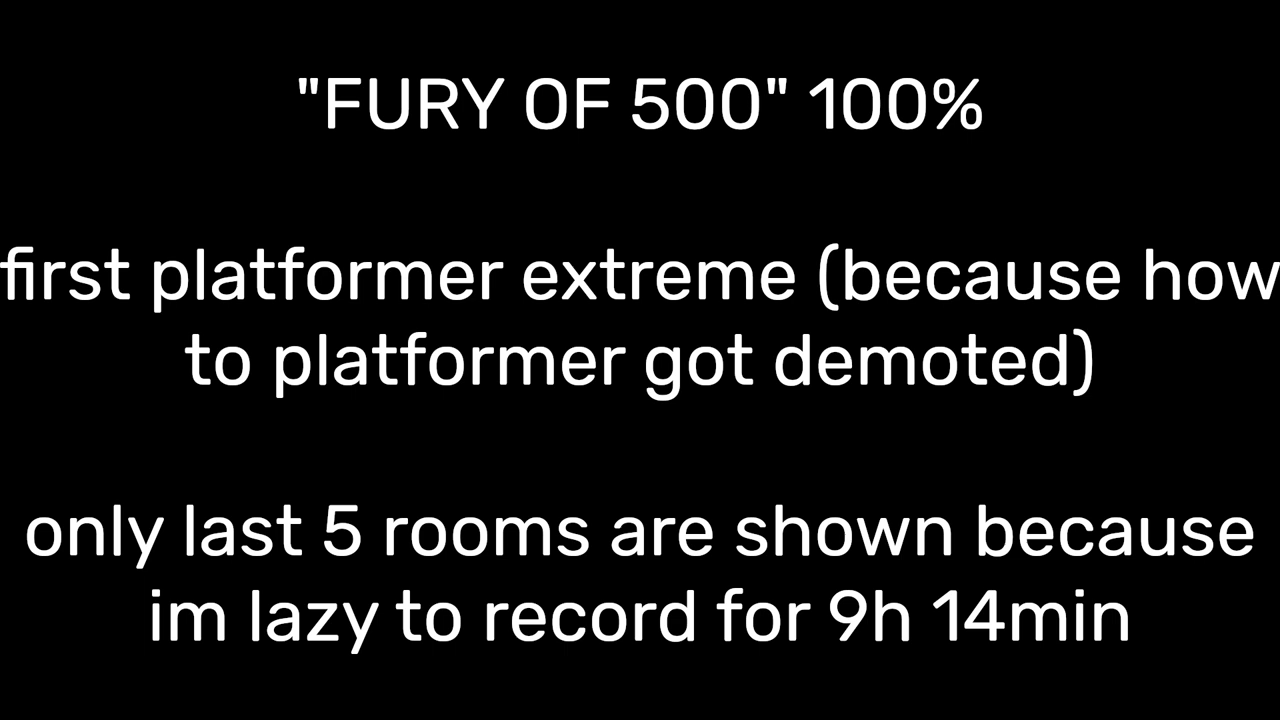 "FURY OF 500" 100%
first platformer extreme (because how
to platformer got demoted)
only last 5 rooms are shown because
im lazy to record for 9h 14min